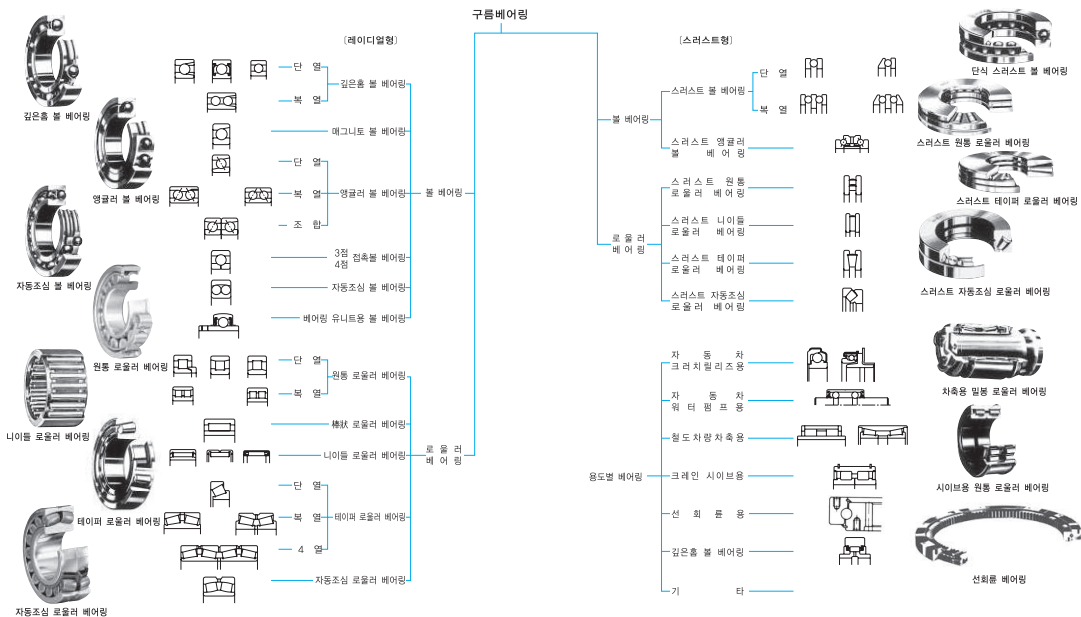 구름베어링
〔레이디얼형〕
깊은홈 볼 베어링
앵귤러 볼 베어링
자동조심 볼 베어링
원통 로울러 베어링
니이들 로울러 베어링
테이퍼 로울러 베어링
자동조심 로울러 베어링
단 열
복 열
깊은홈 볼 베어링
매그니토 볼 베어링
단 열
복 열
조 합
앵귤러 볼 베어링
3점
4점
접촉볼 베어링
자동조심 볼 베어링
베어링 유니트용 볼 베어링
볼 베어링
단 열
복 열
원통 로울러 베어링
棒狀 로울러 베어링
니이들 로울러 베어링
단 열
복 열
4 열
테이퍼 로울러 베어링
자동조심 로울러 베어링
로 울 러
베 어 링
〔스러스트형〕
볼 베어링
스러스트 볼 베어링
단 열
복 열
스러스트 앵귤러
볼 베 어 링
로 울 러
베 어 링
스러스트 원통
로울러 베어링
스러스트 니이들
로울러 베어링
스러스트 테이퍼
로울러 베어링
스러스트 자동조심
로울러 베어링
용도별 베어링
자 동 차
크러치릴리즈용
자 동 차
워 터 펌 프 용
철도차량차축용
크레인 시이브용
선 회 륜 용
깊은홈 볼 베어링
기 타
단식 스러스트 볼 베어링
스러스트 원통 로울러 베어링
스러스트 테이퍼 로울러 베어링
스러스트 자동조심 로울러 베어링
차축용 밀봉 로울러 베어링
시이브용 원통 로울러 베어링
선회륜 베어링